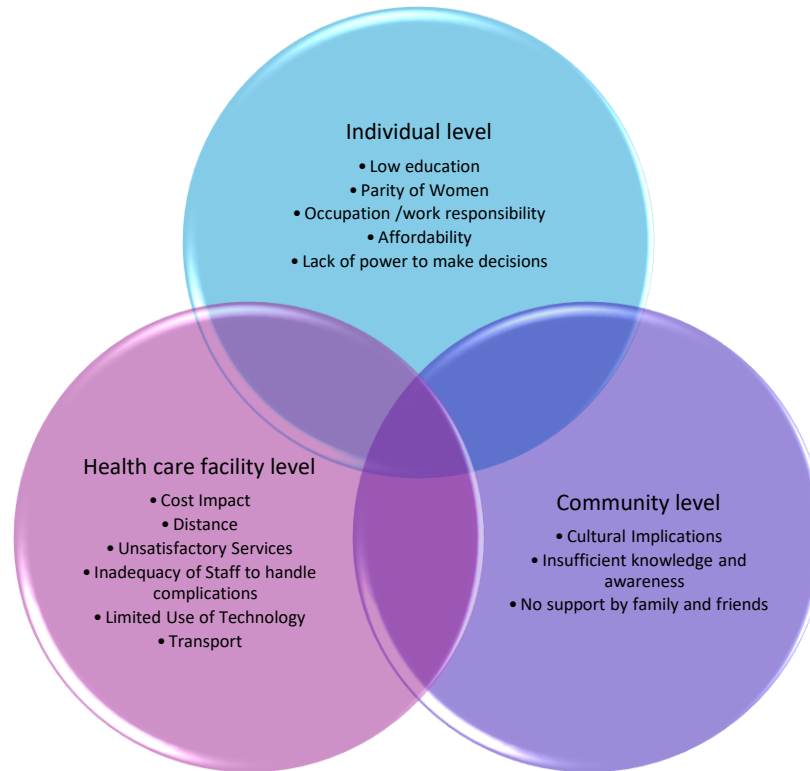 Individual level
• Low education
• Parity of Women
• Occupation /work responsibility
• Affordability
• Lack of power to make decisions
Health care facility level
• Cost Impact
• Distance
• Unsatisfactory Services
• Inadequacy of Staff to handle
complications
• Limited Use of Technology
• Transport
Community level
• Cultural Implications
• Insufficient knowledge and
awareness
• No support by family and friends